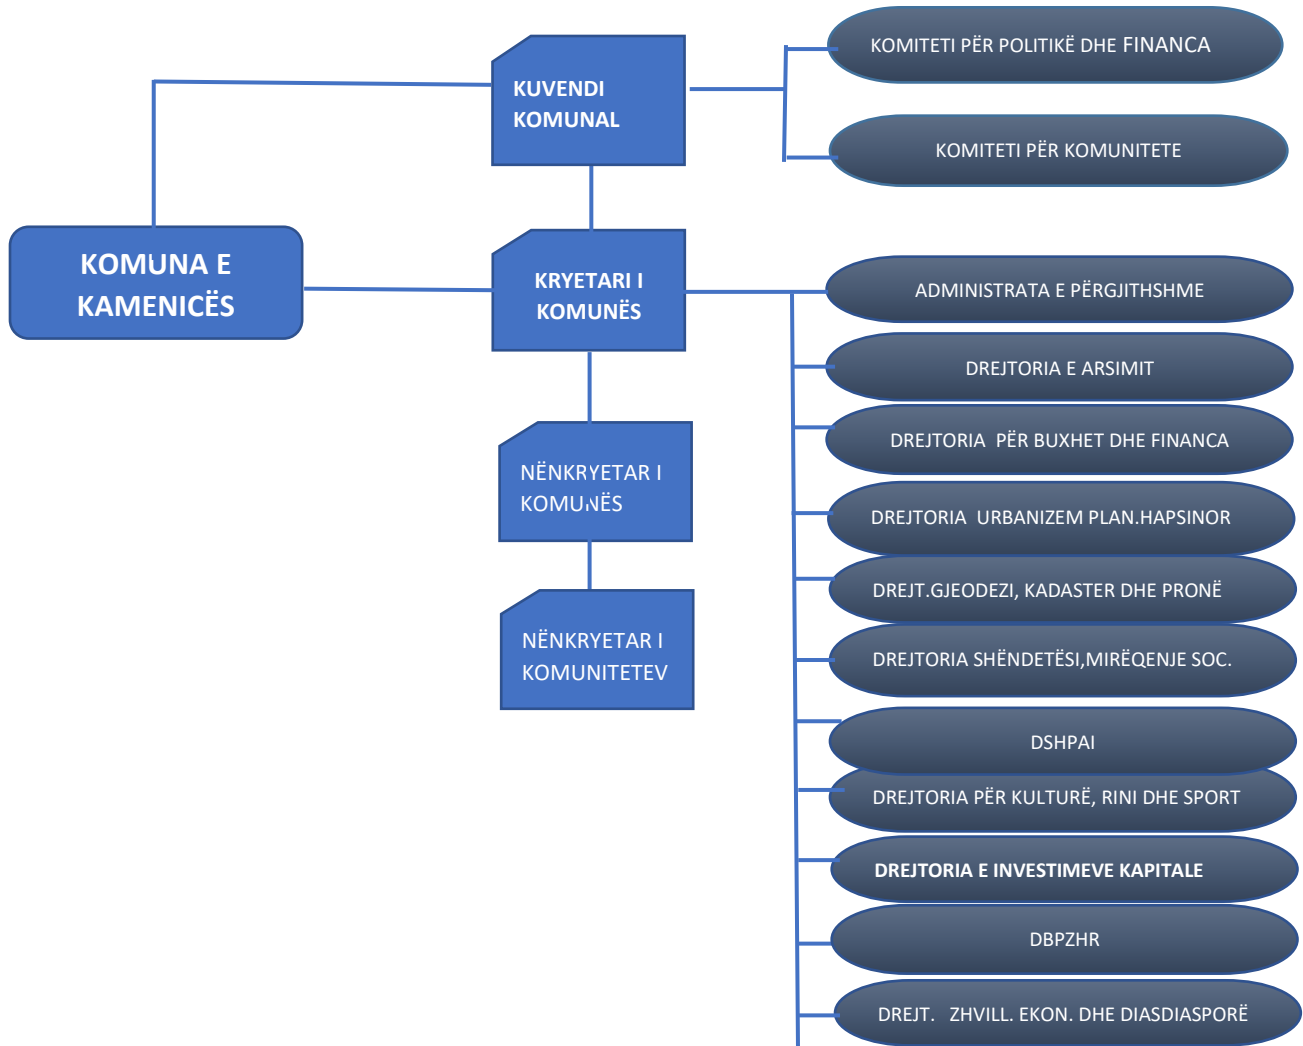 KOMUNA E
KAMENICËS
KUVENDI
KOMUNAL
KOMITETI PËR POLITIKË DHE FINANCA
KOMITETI PËR KOMUNITETE
KRYETARI I
KOMUNËS
NËNKRYETAR I
KOMUNËS
NËNKRYETAR I
KOMUNITETEV
ADMINISTRATA E PËRGJITHSHME
DREJTORIA E ARSIMIT
DREJTORIA PËR BUXHET DHE FINANCA
DREJTORIA URBANIZEM PLAN.HAPSINOR
DREJT.GJEODEZI, KADASTER DHE PRONË
DREJTORIA SHËNDETËSI,MIRËQENJE SOC.
DSHPAI
DREJTORIA PËR KULTURË, RINI DHE SPORT
DREJTORIA E INVESTIMEVE KAPITALE
DBPZHR
DREJT. ZHVILL. EKON. DHE DIASDIASPORË